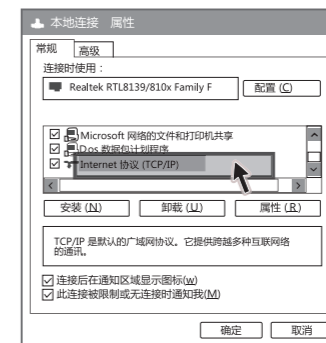 本地连接 属性
常规 高级
连接时使用：
Realtek RTL8139/810x Family F 配置 (C)
Microsoft 网络的文件和打印机共享
Dos 数据包计划程序
Internet 协议 (TCP/IP)
安装 (N) 卸载 (U) 属性 (R)
TCP/IP 是默认的广域网协议。它提供跨越多种互联网络
的通讯。
连接后在通知区域显示图标(w)
此连接被限制或无连接时通知我(M)
确定 取消